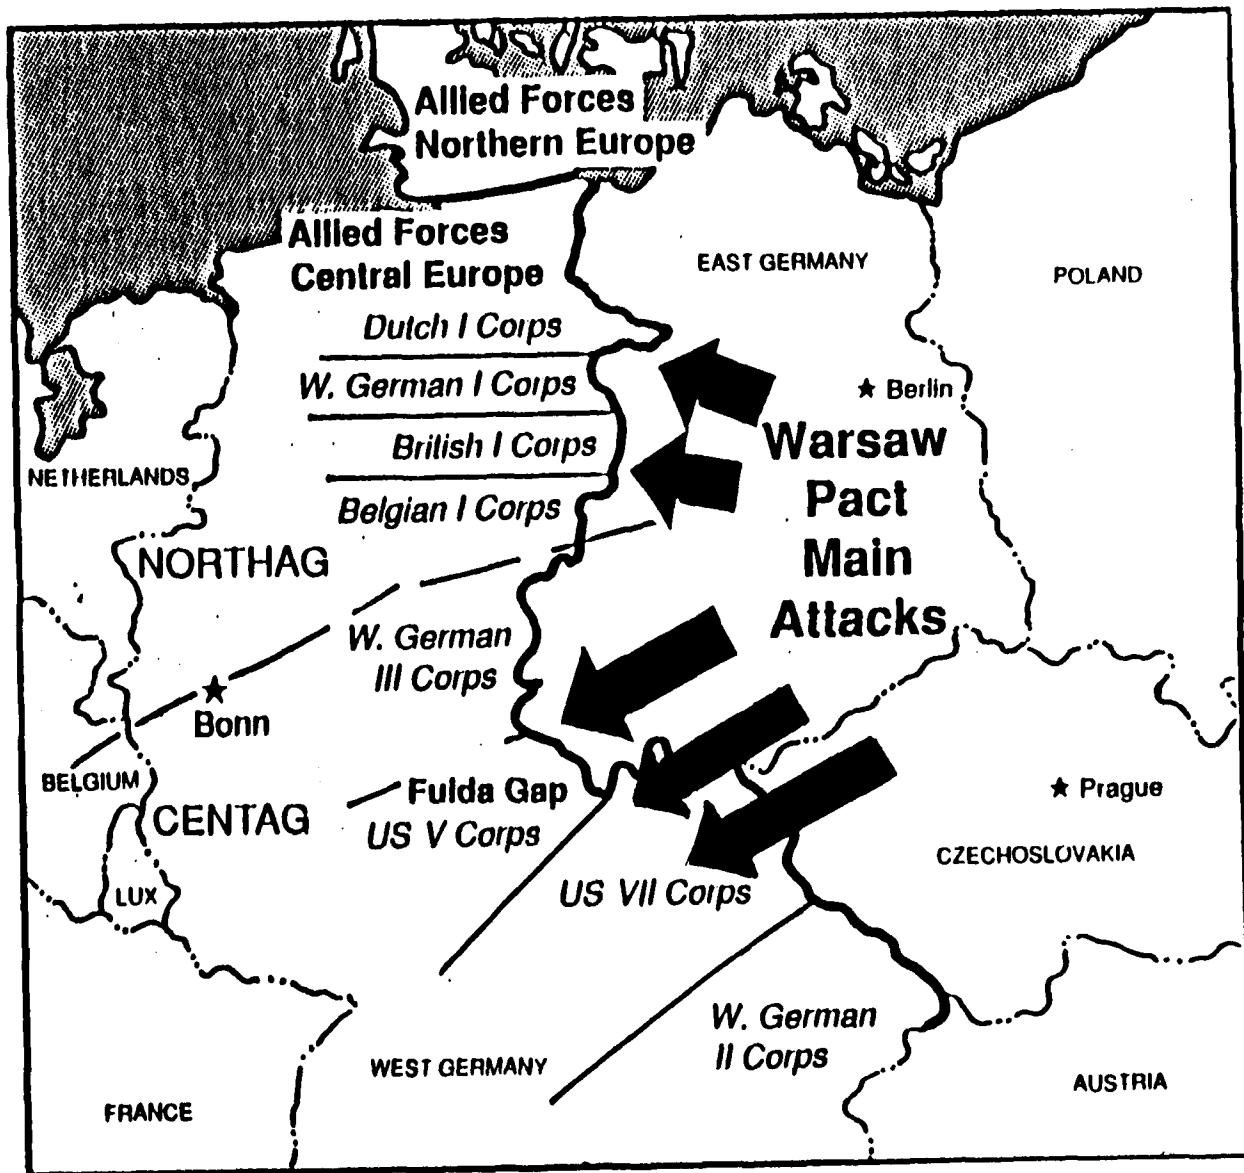 Allied Forces
Northern Europe
Allied Forces
Central Europe
EAST GERMANY
POLAND
Dutch I Corps
W. German I Corps
Berlin
British I Corps
Warsaw
Pact
Main
Attacks
NETHERLANDS
Belgian I Corps
NORTHAG
W. German
III Corps
Bonn
BELGIUM
Fulda Gap
Prague
CENTAG
US V Corps
CZECHOSLOVAKIA
LUX
US VII Corps
W. German
II Corps
WEST GERMANY
AUSTRIA
FRANCE